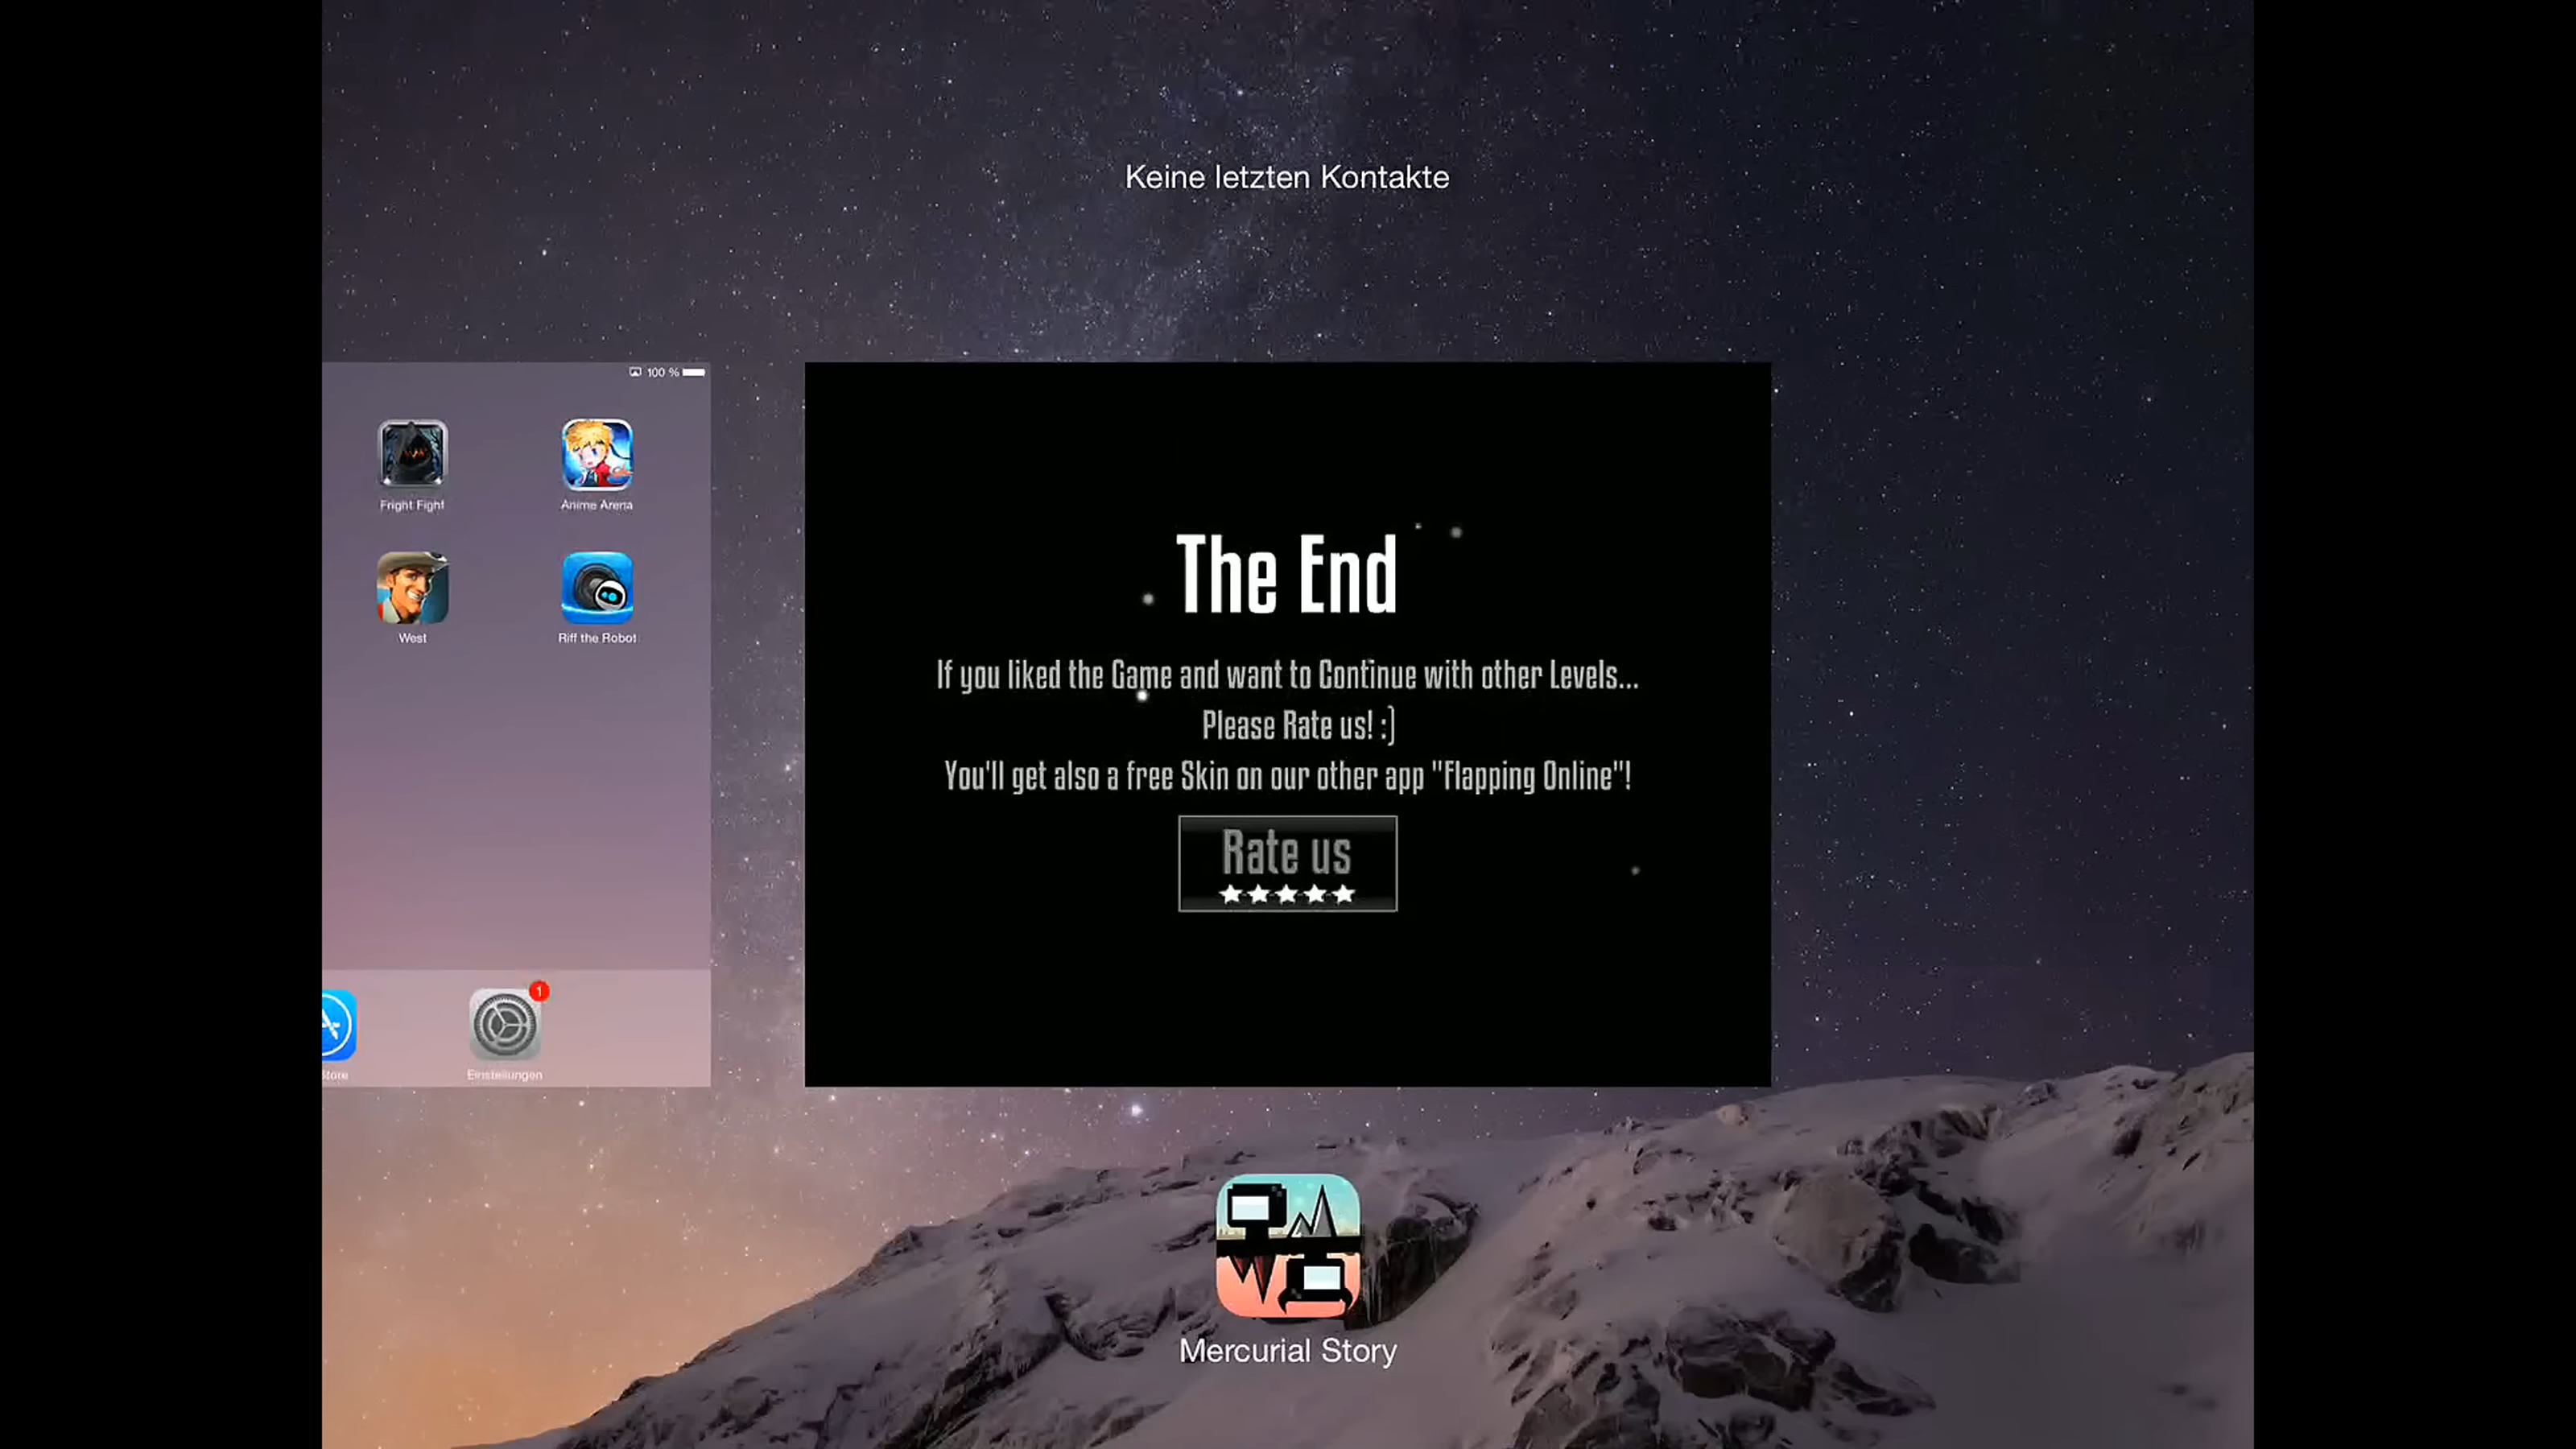 Keine letzten Kontakte
100 %
Fright Fight
Anime Arena
West
Riff the Robot
The End
If you liked the Game and want to Continue with other Levels...
Please Rate us! :)
You'll get also a free Skin on our other app "Flapping Online"!
Rate us
1
Store
Einstellungen
Mercurial Story